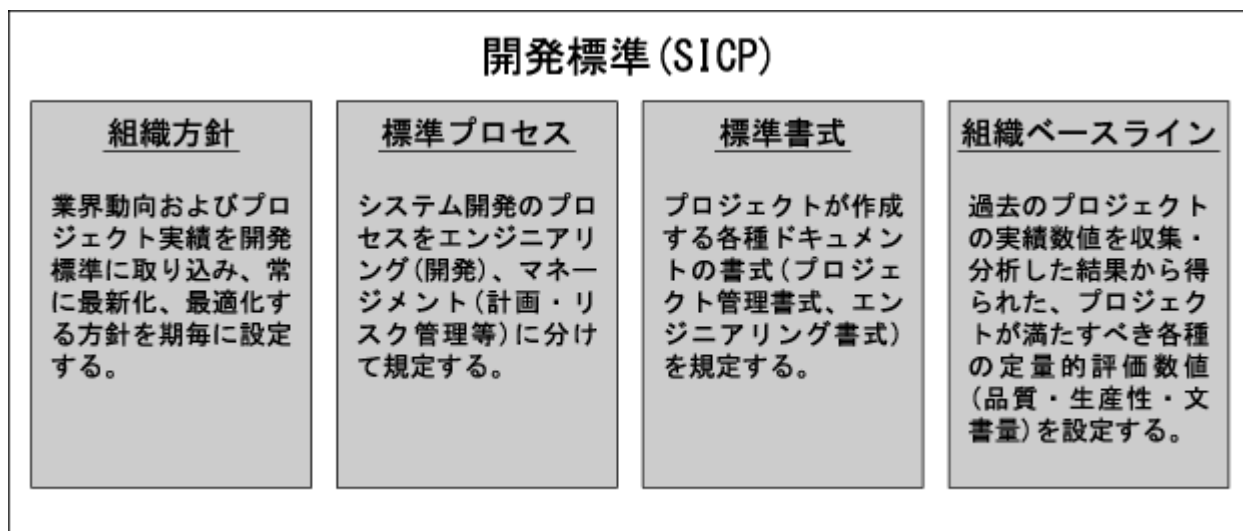 開発標準(SICP)
組織方針
業界動向およびプロ
ジェクト実績を開発
標準に取り込み、常
に最新化、最適化す
る方針を期毎に設定
する。
標準プロセス
システム開発のプロ
セスをエンジニアリ
ング(開発)、マネー
ジメント(計画・リ
スク管理等)に分け
て規定する。
標準書式
プロジェクトが作成
する各種ドキュメン
トの書式(プロジェ
クト管理書式、エン
ジニアリング書式)
を規定する。
組織ベースライン
過去のプロジェクト
の実績数値を収集・
分析した結果から得
られた、プロジェク
トが満たすべき各種
の定量的評価数値
(品質・生産性・文
書量)を設定する。